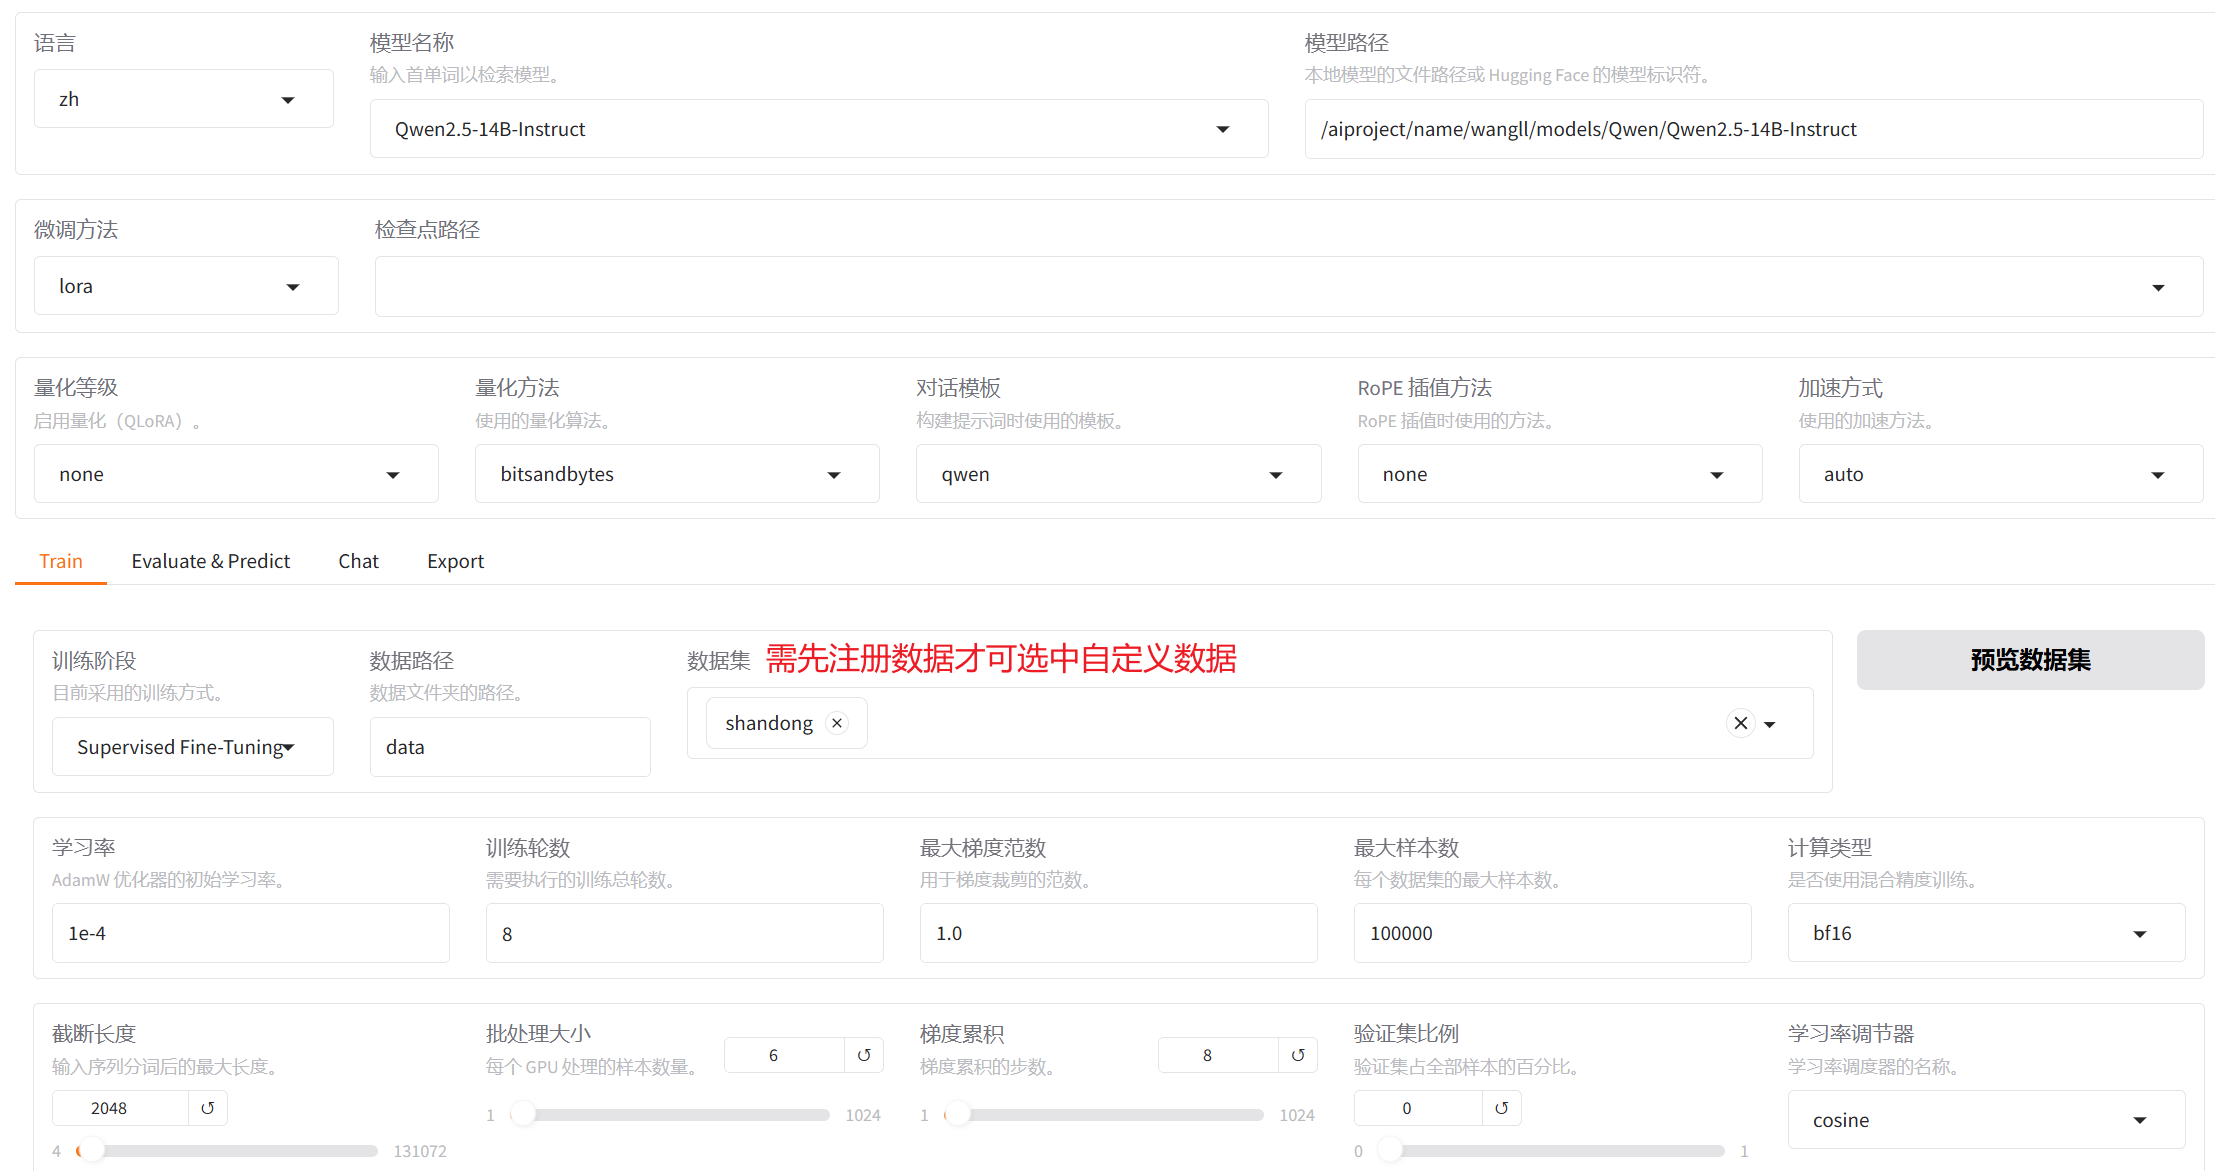 语言
zh
模型名称
输入首单词以检索模型。
Qwen2.5-14B-Instruct
模型路径
本地模型的文件路径或 Hugging Face 的模型标识符。
/aiproject/name/wangll/models/Qwen/Qwen2.5-14B-Instruct
微调方法
lora
检查点路径
量化等级
启用量化（QLoRA）。
none
量化方法
使用的量化算法。
bitsandbytes
对话模板
构建提示词时使用的模板。
qwen
RoPE 插值方法
RoPE 插值时使用的方法。
none
加速方式
使用的加速方法。
auto
Train Evaluate & Predict Chat Export
训练阶段
目前采用的训练方式。
Supervised Fine-Tuning
数据路径
数据文件夹的路径。
data
数据集 需先注册数据才可选中自定义数据
shandong
预览数据集
学习率
AdamW 优化器的初始学习率。
1e-4
训练轮数
需要执行的训练总轮数。
8
最大梯度范数
用于梯度裁剪的范数。
1.0
最大样本数
每个数据集的最大样本数。
100000
计算类型
是否使用混合精度训练。
bf16
截断长度
输入序列分词后的最大长度。
2048
4 131072
批处理大小
每个 GPU 处理的样本数量。
6
1 1024
梯度累积
梯度累积的步数。
8
1 1024
验证集比例
验证集占全部样本的百分比。
0
0 1
学习率调节器
学习率调度器的名称。
cosine